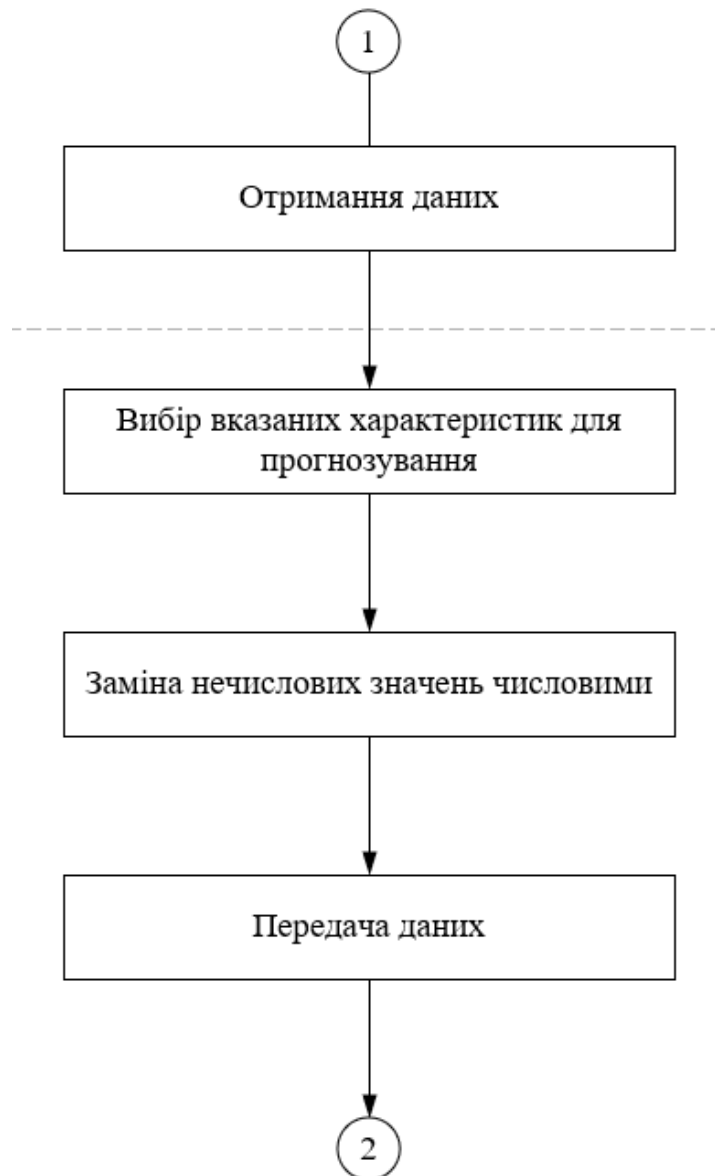 1
Отримання даних
Вибір вказаних характеристик для
прогнозування
Заміна нечислових значень числовими
Передача даних
2